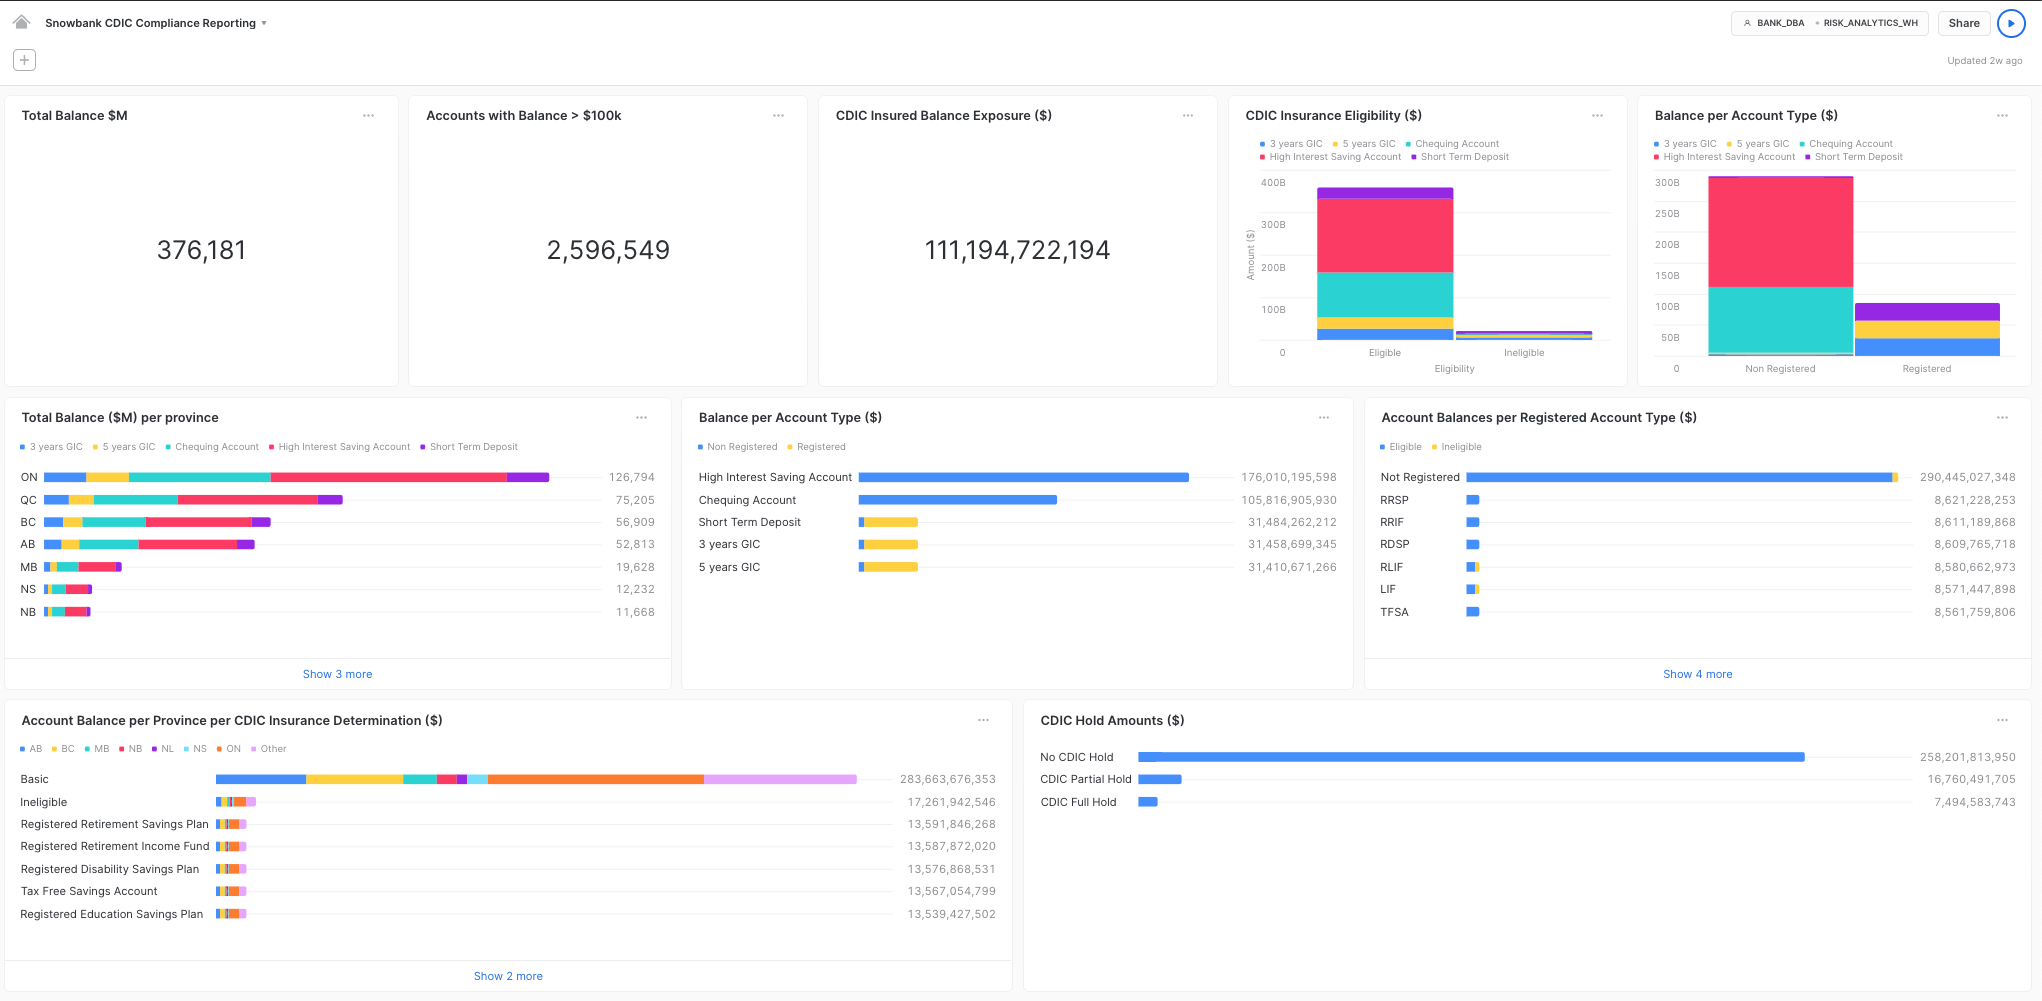 Snowbank CDIC Compliance Reporting
BANK_DBA
RISK_ANALYTICS_WH
Share
Updated 2w ago
Total Balance $M
376,181
Accounts with Balance > $100k
2,596,549
CDIC Insured Balance Exposure ($)
111,194,722,194
CDIC Insurance Eligibility ($)
3 years GIC 5 years GIC Chequing Account
High Interest Saving Account Short Term Deposit
400B
300B
200B
100B
0
Amount ($)
Eligible Ineligible
Eligibility
Balance per Account Type ($)
3 years GIC 5 years GIC Chequing Account
High Interest Saving Account Short Term Deposit
300B
250B
200B
150B
100B
50B
0
Non Registered Registered
Total Balance ($M) per province
3 years GIC 5 years GIC Chequing Account High Interest Saving Account Short Term Deposit
ON 126,794
QC 75,205
BC 56,909
AB 52,813
MB 19,628
NS 12,232
NB 11,668
Show 3 more
Balance per Account Type ($)
Non Registered Registered
High Interest Saving Account 176,010,195,598
Chequing Account 105,816,905,930
Short Term Deposit 31,484,262,212
3 years GIC 31,458,699,345
5 years GIC 31,410,671,266
Account Balances per Registered Account Type ($)
Eligible Ineligible
Not Registered 290,445,027,348
RRSP 8,621,228,253
RRIF 8,611,189,868
RDSP 8,609,765,718
RLIF 8,580,662,973
LIF 8,571,447,898
TFSA 8,561,759,806
Show 4 more
Account Balance per Province per CDIC Insurance Determination ($)
AB BC MB NB NL NS ON Other
Basic 283,663,676,353
Ineligible 17,261,942,546
Registered Retirement Savings Plan 13,591,846,268
Registered Retirement Income Fund 13,587,872,020
Registered Disability Savings Plan 13,576,868,531
Tax Free Savings Account 13,567,054,799
Registered Education Savings Plan 13,539,427,502
Show 2 more
CDIC Hold Amounts ($)
No CDIC Hold 258,201,813,950
CDIC Partial Hold 16,760,491,705
CDIC Full Hold 7,494,583,743